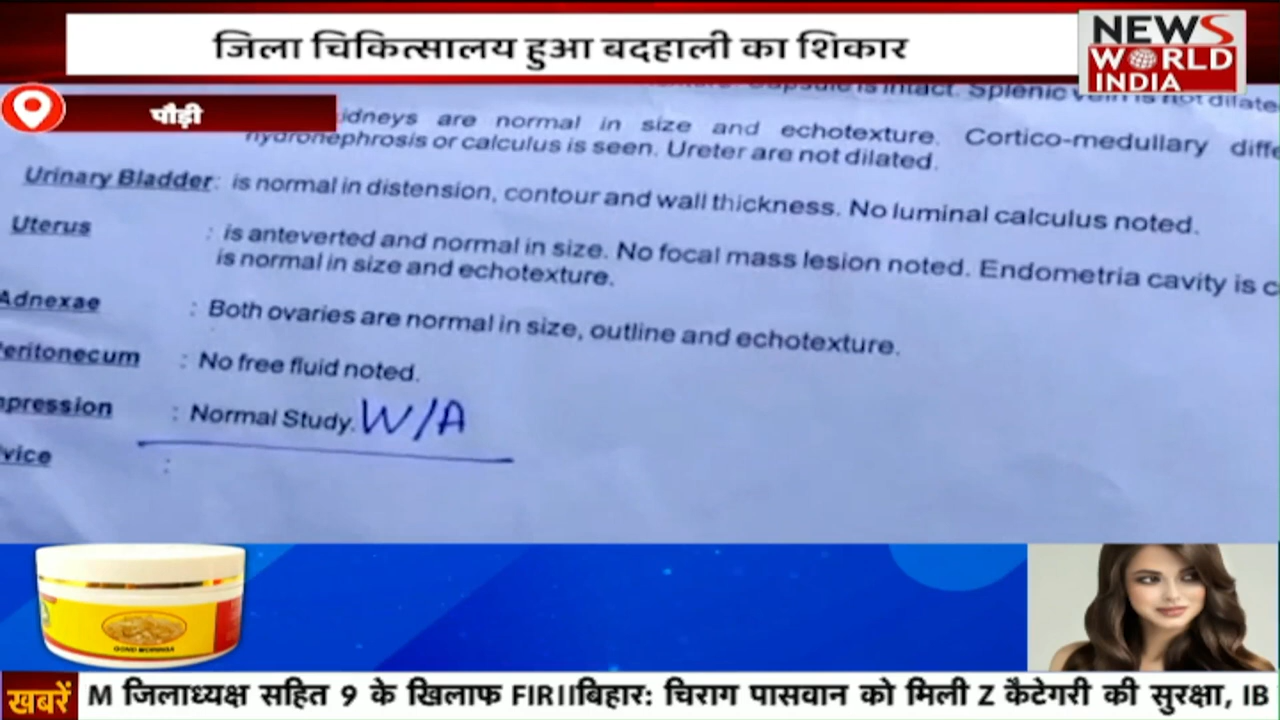 जिला चिकित्सालय हुआ बदहाली का शिकार
NEWS
WORLD
INDIA
पौड़ी
Capsule is intact. Splenic vein is not dilate
idneys are normal in size and echotexture. Cortico-medullary diffe
hydronephrosis or calculus is seen. Ureter are not dilated.
Urinary Bladder: is normal in distension, contour and wall thickness. No luminal calculus noted.
Uterus : is anteverted and normal in size. No focal mass lesion noted. Endometria cavity is c
is normal in size and echotexture.
Adnexae : Both ovaries are normal in size, outline and echotexture.
eritonecum : No free fluid noted.
pression : Normal Study. W/A
vice :
GOND MORINGA
खबरें M जिलाध्यक्ष सहित 9 के खिलाफ FIR||बिहार: चिराग पासवान को मिली Z कैटेगरी की सुरक्षा, IB